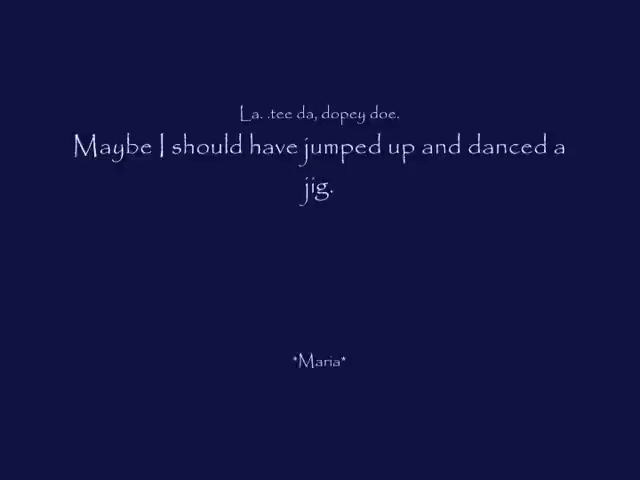 La. .tee da, dopey doe.
Maybe I should have jumped up and danced a
jig.
*Maria*